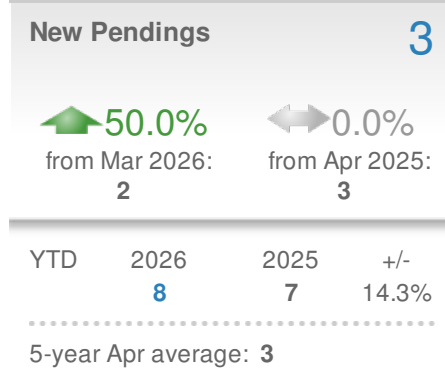 New Pendings 3
50.0% 0.0%
from Mar 2026: from Apr 2025:
2 3
YTD 2026 2025 +/-
8 7 14.3%
5-year Apr average: 3